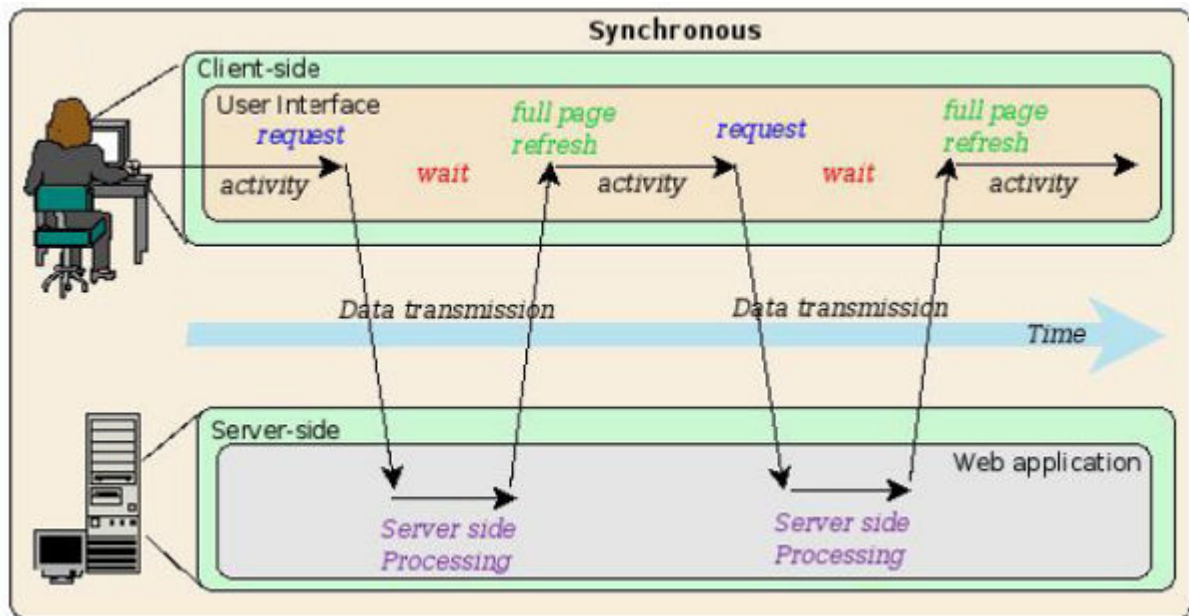 Synchronous
Client-side
User Interface
request
full page
refresh
request
full page
refresh
activity
wait
activity
wait
activity
Data transmission
Data transmission
Time
Server-side
Web application
Server side
Processing
Server side
Processing